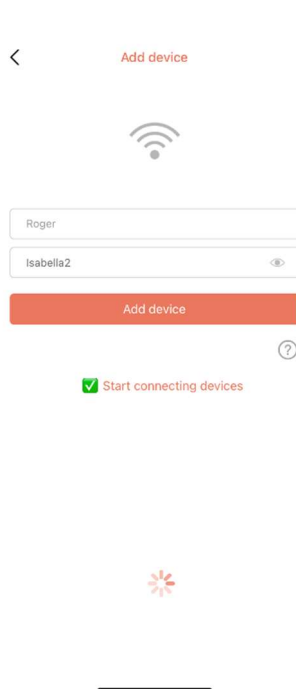 Add device
Roger
Isabella2
Add device
?
✅ Start connecting devices